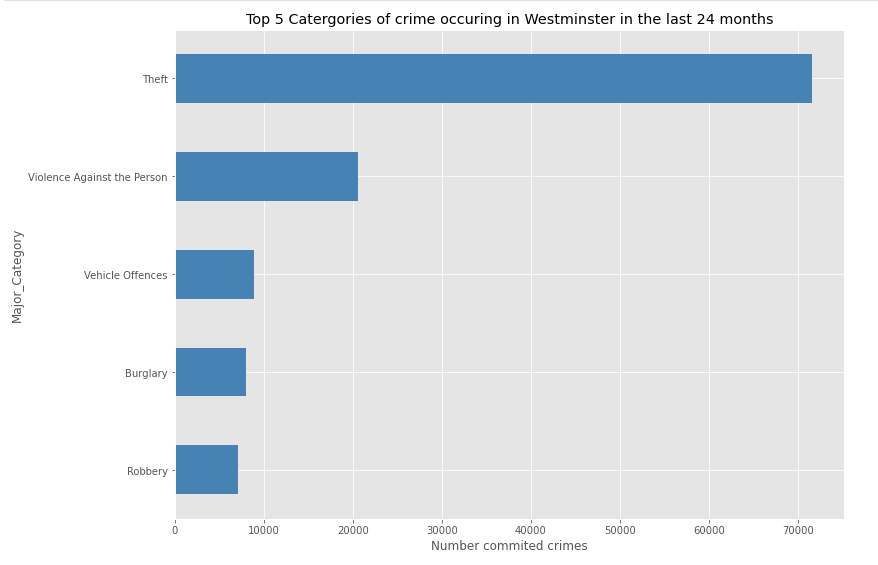 Top 5 Catergories of crime occuring in Westminster in the last 24 months
Theft
Violence Against the Person
Vehicle Offences
Burglary
Robbery
Major_Category
0 10000 20000 30000 40000 50000 60000 70000
Number commited crimes